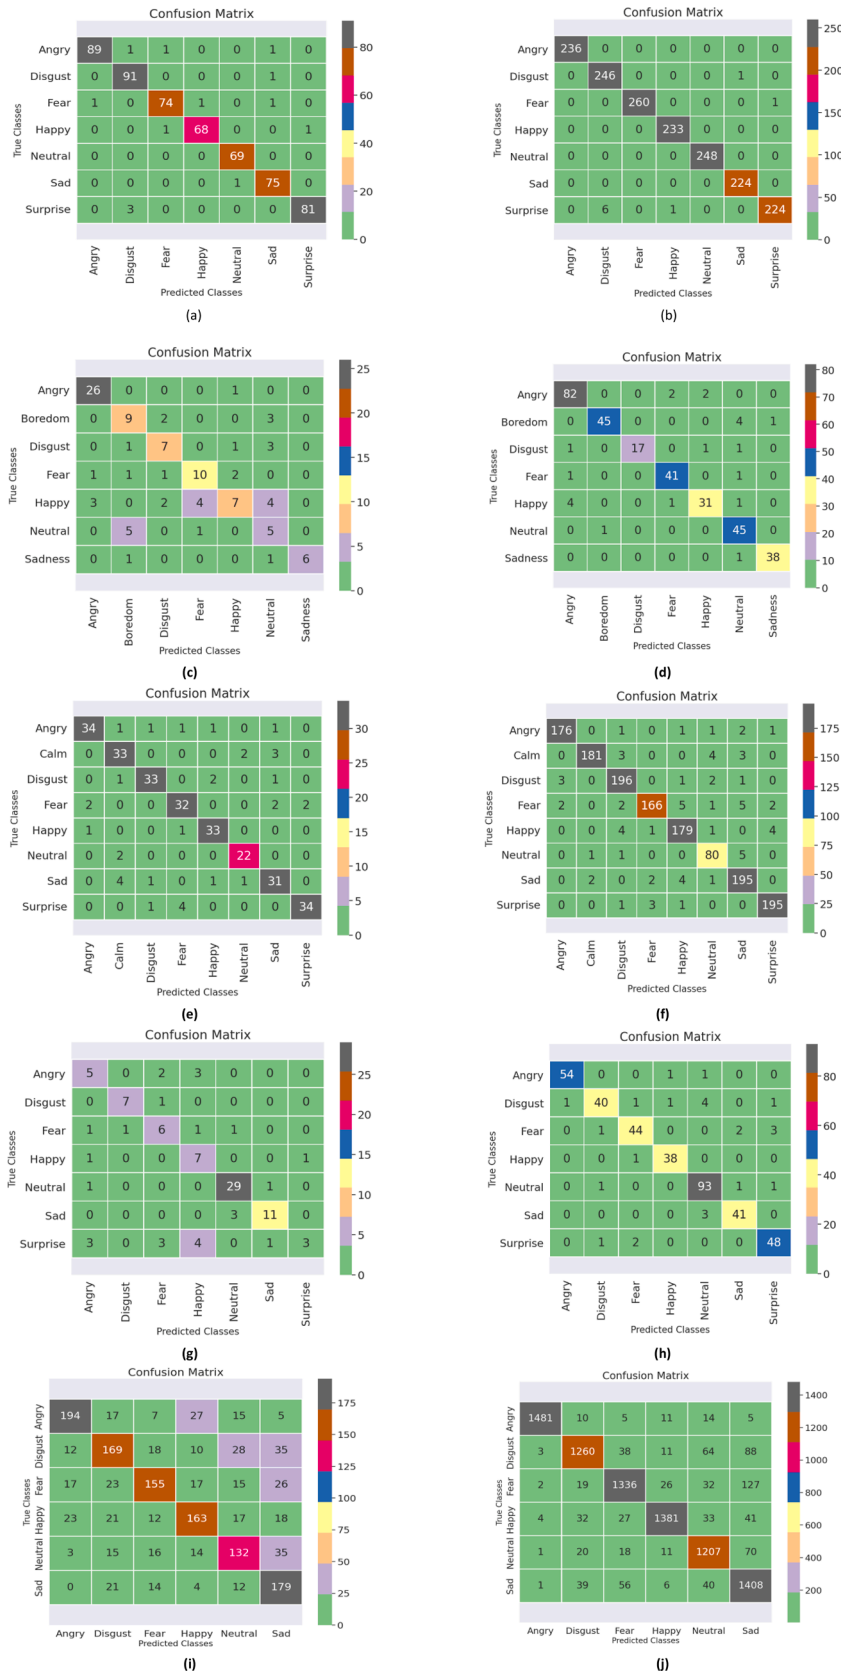 Confusion Matrix
Angry 89 1 1 0 0 1 0
Disgust 0 91 0 0 0 1 0
Fear 1 0 74 1 0 1 0
Happy 0 0 1 68 0 0 1
Neutral 0 0 0 0 69 0 0
Sad 0 0 0 0 1 75 0
Surprise 0 3 0 0 0 0 81
True Classes
Angry Disgust Fear Happy Neutral Sad Surprise
Predicted Classes
80
60
40
20
0
(a)
Confusion Matrix
Angry 236 0 0 0 0 0 0
Disgust 0 246 0 0 0 1 0
Fear 0 0 260 0 0 0 1
Happy 0 0 0 233 0 0 0
Neutral 0 0 0 0 248 0 0
Sad 0 0 0 0 0 224 0
Surprise 0 6 0 1 0 0 224
True Classes
Angry Disgust Fear Happy Neutral Sad Surprise
Predicted Classes
250
200
150
100
50
0
(b)
Confusion Matrix
Angry 26 0 0 0 1 0 0
Boredom 0 9 2 0 0 3 0
Disgust 0 1 7 0 1 3 0
Fear 1 1 1 10 2 0 0
Happy 3 0 2 4 7 4 0
Neutral 0 5 0 1 0 5 0
Sadness 0 1 0 0 0 1 6
True Classes
Angry Boredom Disgust Fear Happy Neutral Sadness
Predicted Classes
25
20
15
10
5
0
(c)
Confusion Matrix
Angry 82 0 0 2 2 0 0
Boredom 0 45 0 0 0 4 1
Disgust 1 0 17 0 1 1 0
Fear 1 0 0 41 0 1 0
Happy 4 0 0 1 31 1 0
Neutral 0 1 0 0 0 45 0
Sadness 0 0 0 0 0 1 38
True Classes
Angry Boredom Disgust Fear Happy Neutral Sadness
Predicted Classes
80
70
60
50
40
30
20
10
0
(d)
Confusion Matrix
Angry 34 1 1 1 1 0 1 0
Calm 0 33 0 0 0 2 3 0
Disgust 0 1 33 0 2 0 1 0
Fear 2 0 0 32 0 0 2 2
Happy 1 0 0 1 33 0 0 0
Neutral 0 2 0 0 0 22 0 0
Sad 0 4 1 0 1 1 31 0
Surprise 0 0 1 4 0 0 0 34
True Classes
Angry Calm Disgust Fear Happy Neutral Sad Surprise
Predicted Classes
30
25
20
15
10
5
0
(e)
Confusion Matrix
Angry 176 0 1 0 1 1 2 1
Calm 0 181 3 0 0 4 3 0
Disgust 3 0 196 0 1 2 1 0
Fear 2 0 2 166 5 1 5 2
Happy 0 0 4 1 179 1 0 4
Neutral 0 1 1 0 0 80 5 0
Sad 0 2 0 2 4 1 195 0
Surprise 0 0 1 3 1 0 0 195
True Classes
Angry Calm Disgust Fear Happy Neutral Sad Surprise
Predicted Classes
175
150
125
100
75
50
25
0
(f)
Confusion Matrix
Angry 5 0 2 3 0 0 0
Disgust 0 7 1 0 0 0 0
Fear 1 1 6 1 1 0 0
Happy 1 0 0 7 0 0 1
Neutral 1 0 0 0 29 1 0
Sad 0 0 0 0 3 11 0
Surprise 3 0 3 4 0 1 3
True Classes
Angry Disgust Fear Happy Neutral Sad Surprise
Predicted Classes
25
20
15
10
5
0
(g)
Confusion Matrix
Angry 54 0 0 1 1 0 0
Disgust 1 40 1 1 4 0 1
Fear 0 1 44 0 0 2 3
Happy 0 0 1 38 0 0 0
Neutral 0 1 0 0 93 1 1
Sad 0 0 0 0 3 41 0
Surprise 0 1 2 0 0 0 48
True Classes
Angry Disgust Fear Happy Neutral Sad Surprise
Predicted Classes
80
60
40
20
0
(h)
Confusion Matrix
Angry 194 17 7 27 15 5
Disgust 12 169 18 10 28 35
Fear 17 23 155 17 15 26
Happy 23 21 12 163 17 18
Neutral 3 15 16 14 132 35
Sad 0 21 14 4 12 179
True Classes
Angry Disgust Fear Happy Neutral Sad
Predicted Classes
175
150
125
100
75
50
25
0
(i)
Confusion Matrix
Angry 1481 10 5 11 14 5
Disgust 3 1260 38 11 64 88
Fear 2 19 1336 26 32 127
Happy 4 32 27 1381 33 41
Neutral 1 20 18 11 1207 70
Sad 1 39 56 6 40 1408
True Classes
Angry Disgust Fear Happy Neutral Sad
Predicted Classes
1400
1200
1000
800
600
400
200
(j)